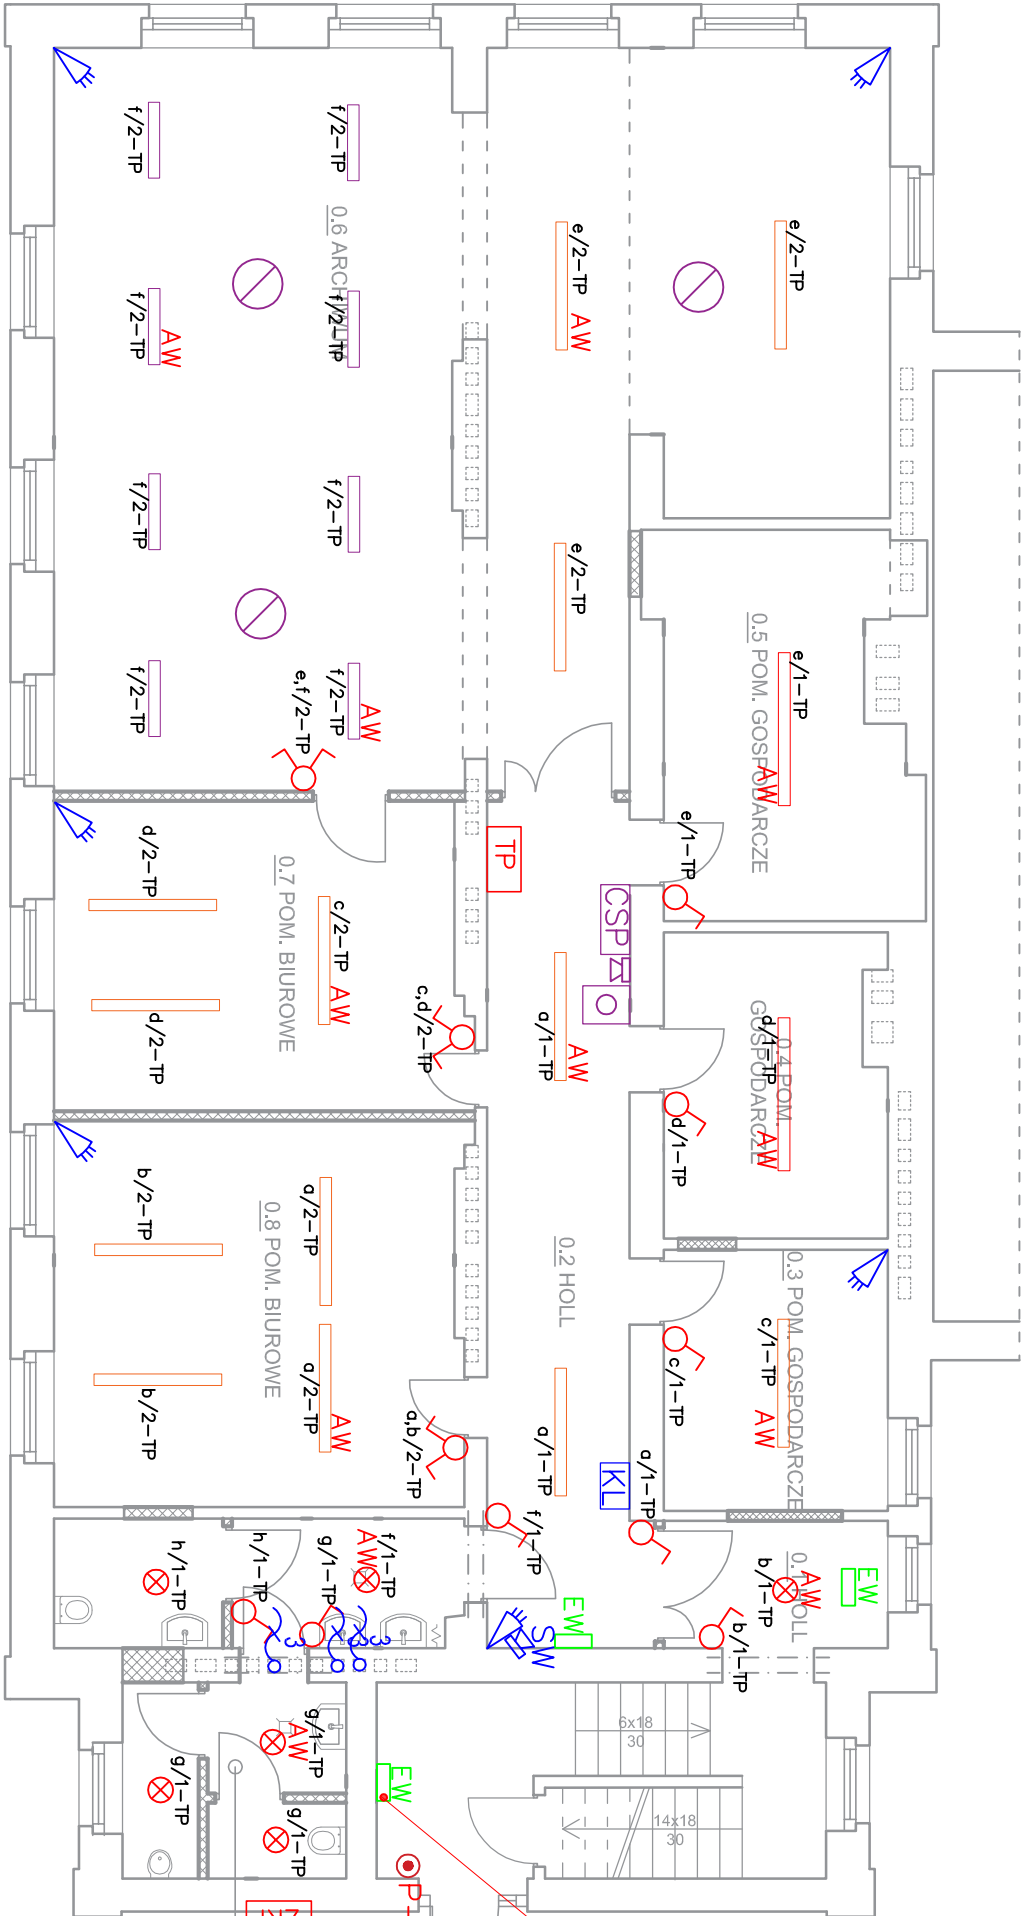 f/2-TP
f/2-TP
e/2-TP
e/2-TP
0.6 ARCHIWUM
AW
f/2-TP
AW
f/2-TP
f/2-TP
f/2-TP
e/2-TP
0.5 POM. GOSPODARCZE
e/1-TP
AW
f/2-TP
f/2-TP
AW
e,f/2-TP
e/1-TP
TP
CSP
d/2-TP
0.7 POM. BIUROWE
c/2-TP
AW
d/2-TP
c,d/2-TP
a/1-TP
AW
0.4 POM.
GOSPODARCZE
d/1-TP
AW
d/1-TP
b/2-TP
0.8 POM. BIUROWE
a/2-TP
0.2 HOLL
0.3 POM. GOSPODARCZE
c/1-TP
AW
c/1-TP
b/2-TP
a/2-TP
AW
a,b/2-TP
a/1-TP
KL
a/1-TP
f/1-TP
h/1-TP
h/1-TP
g/1-TP
AW
f/1-TP
0.1 HOLL
b/1-TP
AW
EW
b/1-TP
EW
SW
3
3
3
6x18
30
g/1-TP
AW
g/1-TP
EW
g/1-TP
14x18
30
P-